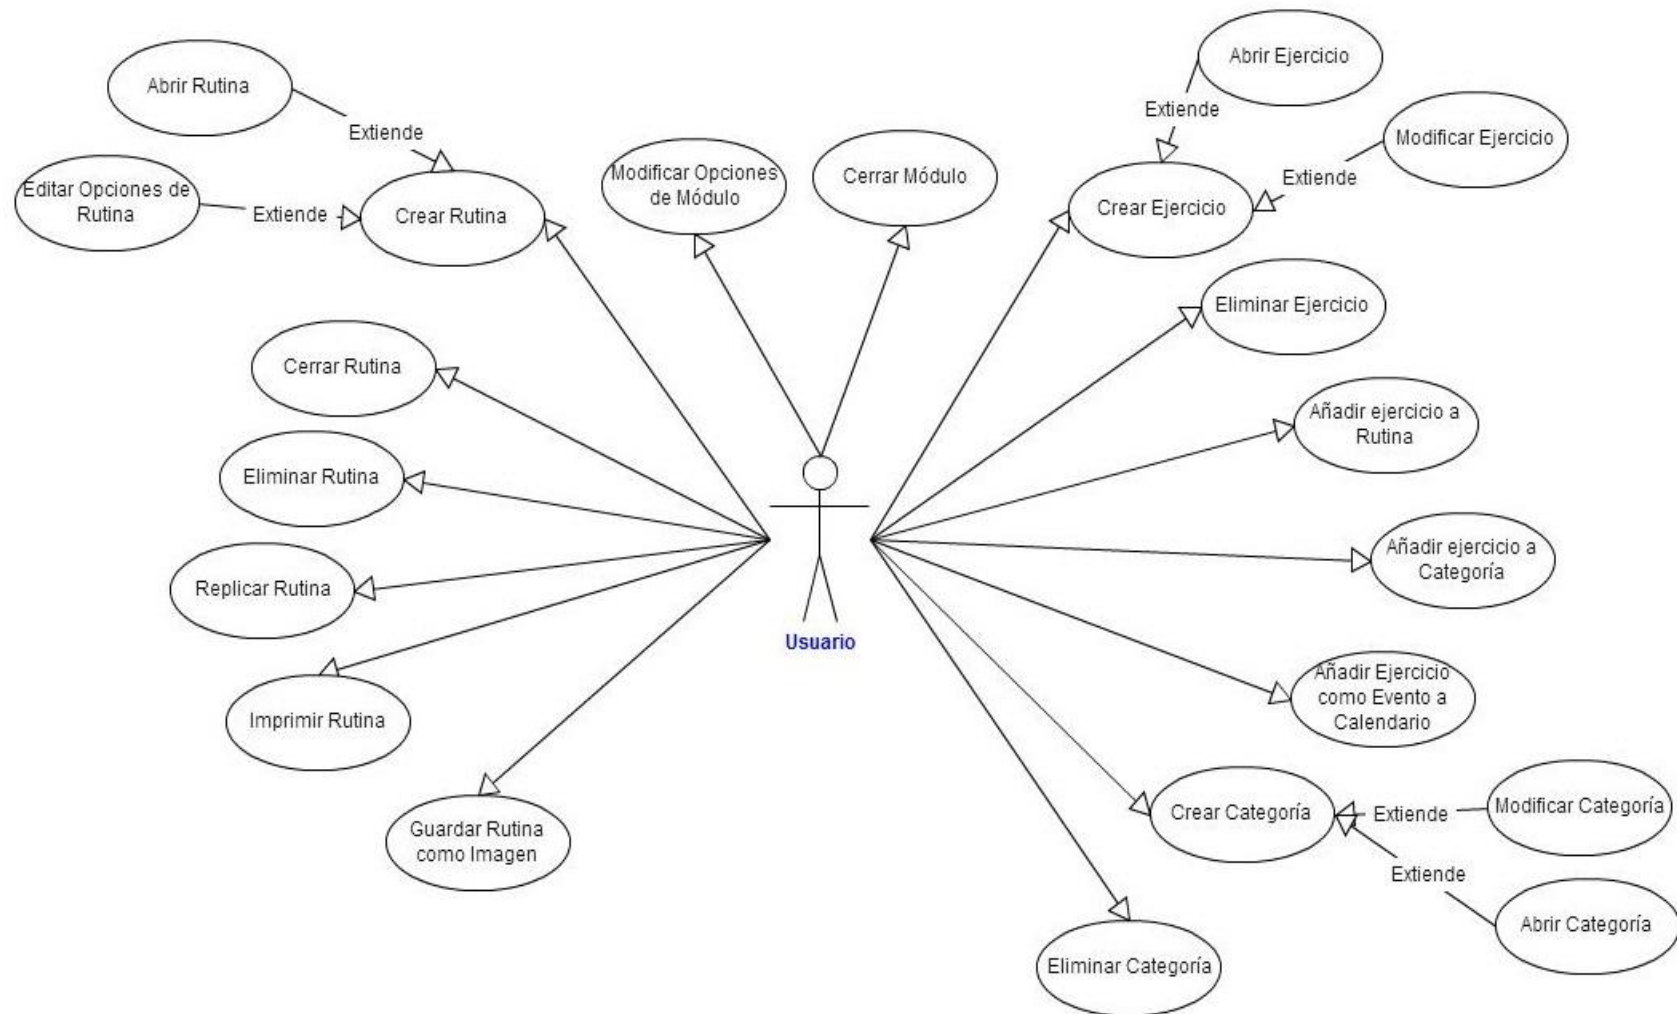 Abrir Ejercicio
Abrir Rutina
Extiende
Extiende
Modificar Ejercicio
Modificar Opciones
de Módulo
Cerrar Módulo
Extiende
Editar Opciones de
Rutina
Extiende
Crear Rutina
Crear Ejercicio
Eliminar Ejercicio
Cerrar Rutina
Añadir ejercicio a
Rutina
Eliminar Rutina
Añadir ejercicio a
Categoría
Replicar Rutina
Usuario
Añadir Ejercicio
como Evento a
Calendario
Imprimir Rutina
Crear Categoría
Extiende
Modificar Categoría
Guardar Rutina
como Imagen
Extiende
Abrir Categoría
Eliminar Categoría